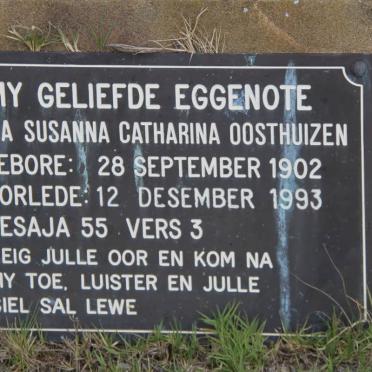 MY GELIEFDE EGGENOTE
A SUSANNA CATHARINA OOSTHUIZEN
EBORE: 28 SEPTEMBER 1902
ORLEDE: 12 DESEMBER 1993
ESAJA 55 VERS 3
EIG JULLE OOR EN KOM NA
MY TOE, LUISTER EN JULLE
SIEL SAL LEWE